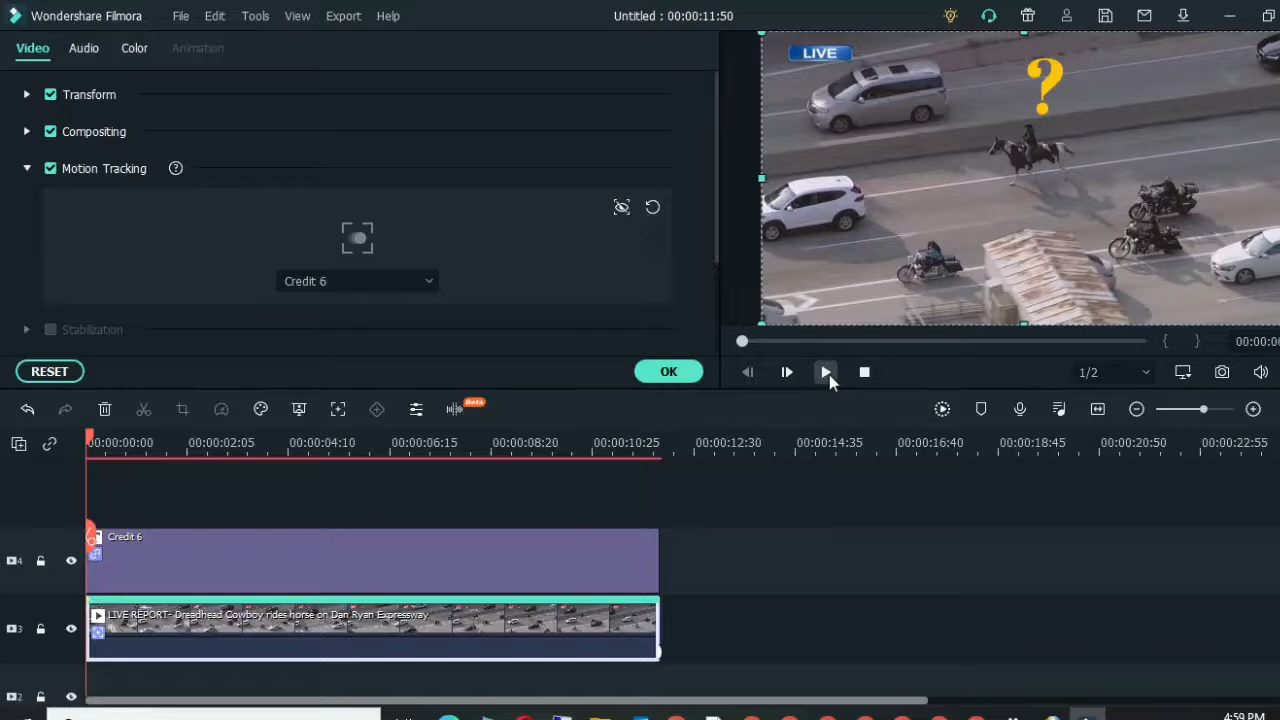 Wondershare Filmora File Edit Tools View Export Help Untitled : 00:00:11:50
Video Audio Color Animation
LIVE
?
Transform
Compositing
Motion Tracking ?
Credit 6
Stabilization
RESET OK
{ }
1/2
Beta
00:00:00:00 00:00:02:05 00:00:04:10 00:00:06:15 00:00:08:20 00:00:10:25 00:00:12:30 00:00:14:35 00:00:16:40 00:00:18:45 00:00:20:50 00:00:22:55
Credit 6
4
LIVE REPORT- Dreadhead Cowboy rides horse on Dan Ryan Expressway
3
2
4:59 PM